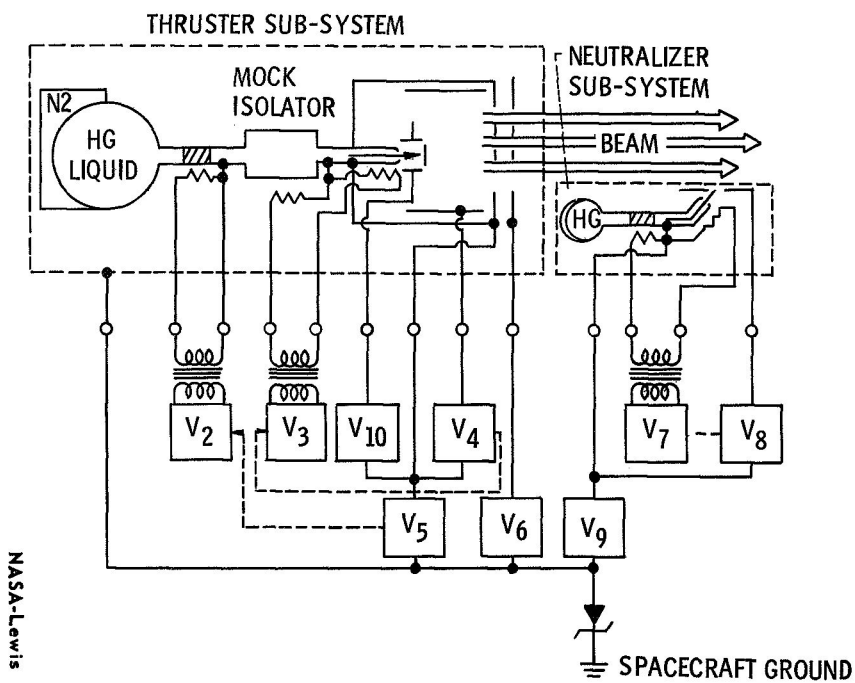 THRUSTER SUB-SYSTEM
NEUTRALIZER
SUB-SYSTEM
MOCK
ISOLATOR
N2
HG
LIQUID
BEAM
HG
V2
V3
V10
V4
V7
V8
V5
V6
V9
NASA-Lewis
SPACECRAFT GROUND